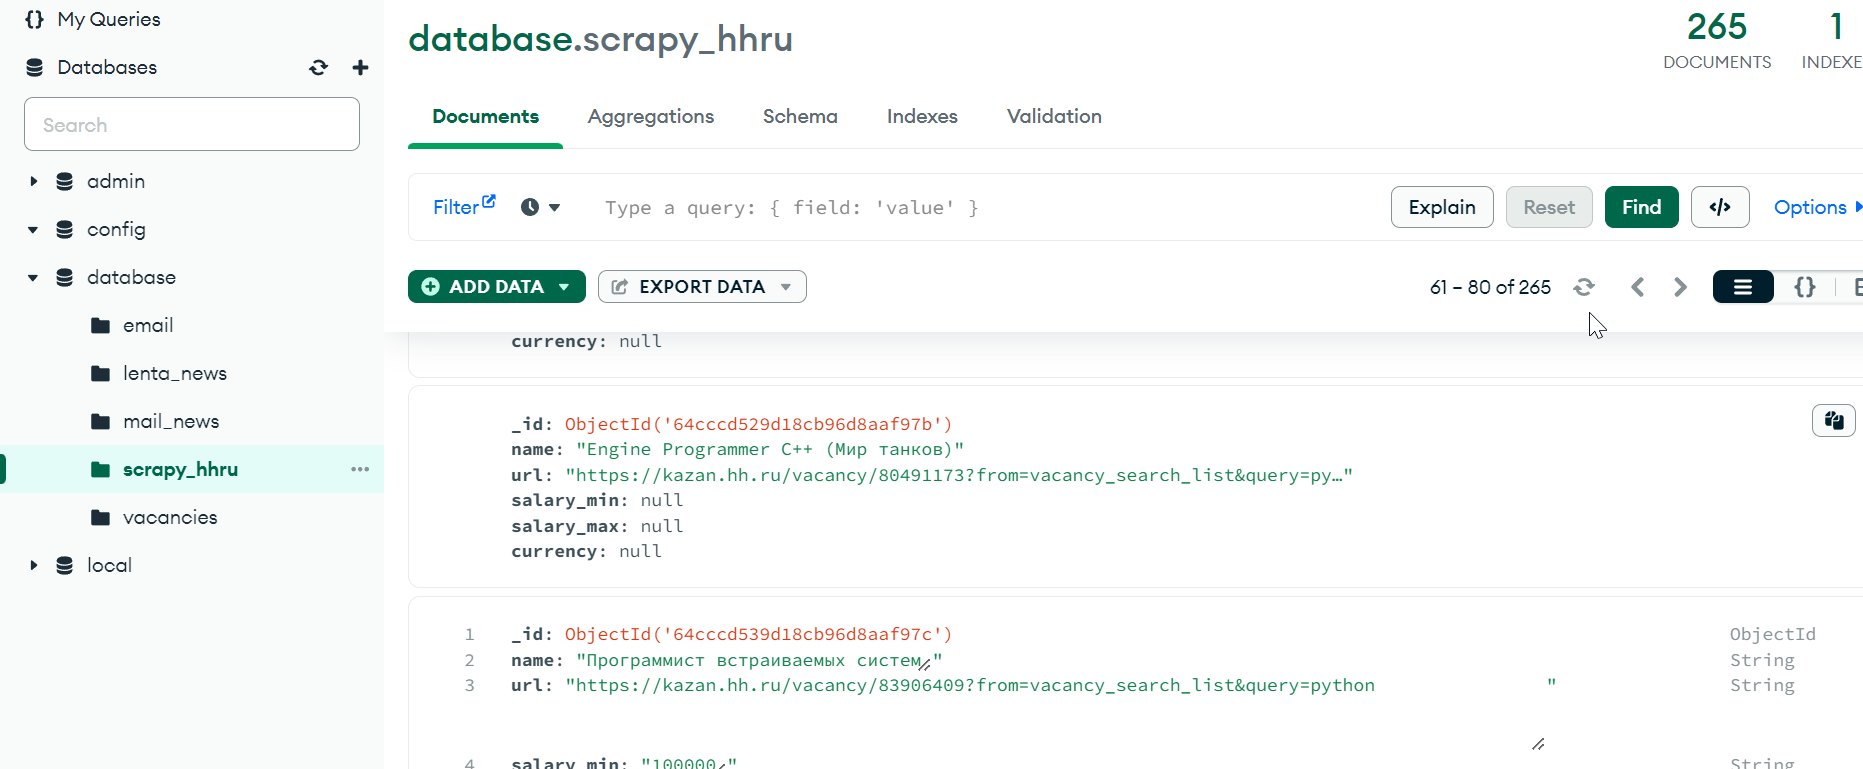 My Queries
Databases
Search
admin
config
database
email
lenta_news
mail_news
scrapy_hhru
vacancies
local
database.scrapy_hhru
265
DOCUMENTS
1
INDEXE
Documents Aggregations Schema Indexes Validation
Filter Type a query: { field: 'value' } Explain Reset Find </> Options
ADD DATA EXPORT DATA 61 – 80 of 265 {}
currency: null
_id: ObjectId('64cccd529d18cb96d8aaf97b')
name: "Engine Programmer C++ (Мир танков)"
url: "https://kazan.hh.ru/vacancy/80491173?from=vacancy_search_list&query=py…"
salary_min: null
salary_max: null
currency: null
1 _id: ObjectId('64cccd539d18cb96d8aaf97c') ObjectId
2 name: "Программист встраиваемых систем " String
3 url: "https://kazan.hh.ru/vacancy/83906409?from=vacancy_search_list&query=python " String
4 salary_min: "100000 " String